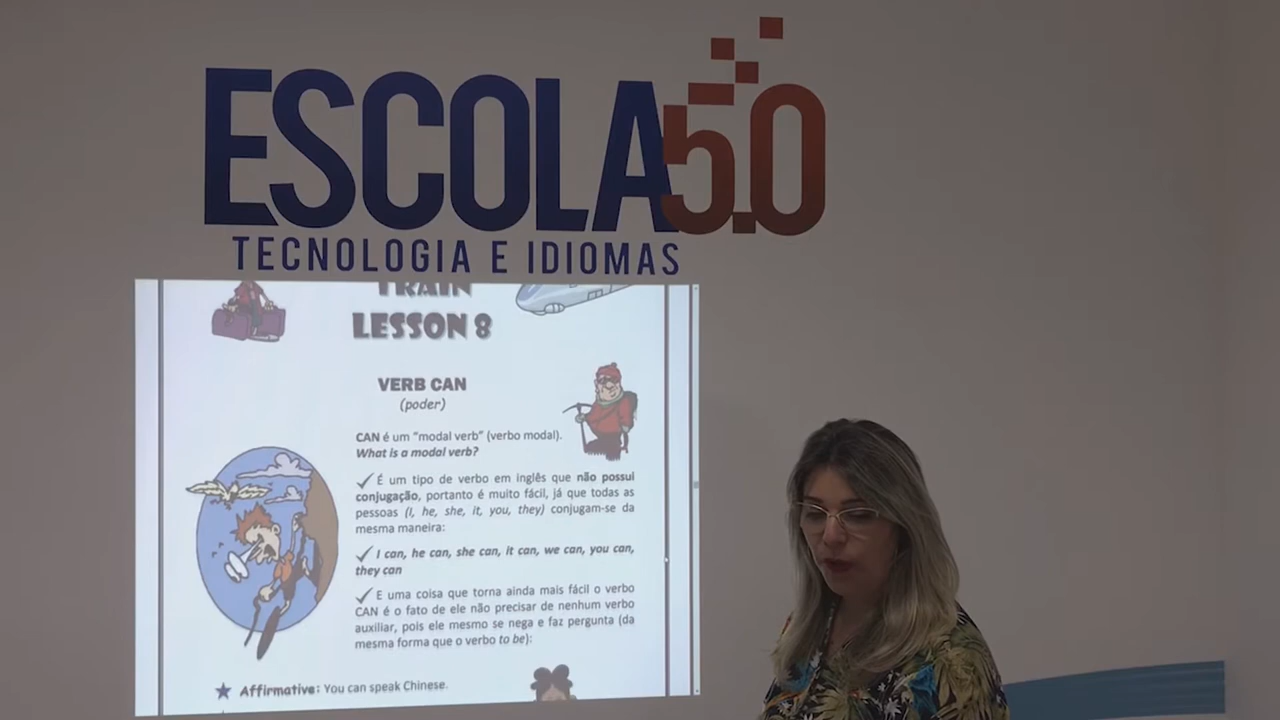 ESCOLA 5.0
TECNOLOGIA E IDIOMAS
TRAIN
LESSON 8
VERB CAN
(poder)
CAN é um "modal verb" (verbo modal).
What is a modal verb?
É um tipo de verbo em inglês que não possui
conjugação, portanto é muito fácil, já que todas as
pessoas (I, he, she, it, you, they) conjugam-se da
mesma maneira:
I can, he can, she can, it can, we can, you can,
they can
E uma coisa que torna ainda mais fácil o verbo
CAN é o fato de ele não precisar de nenhum verbo
auxiliar, pois ele mesmo se nega e faz pergunta (da
mesma forma que o verbo to be):
Affirmative: You can speak Chinese.